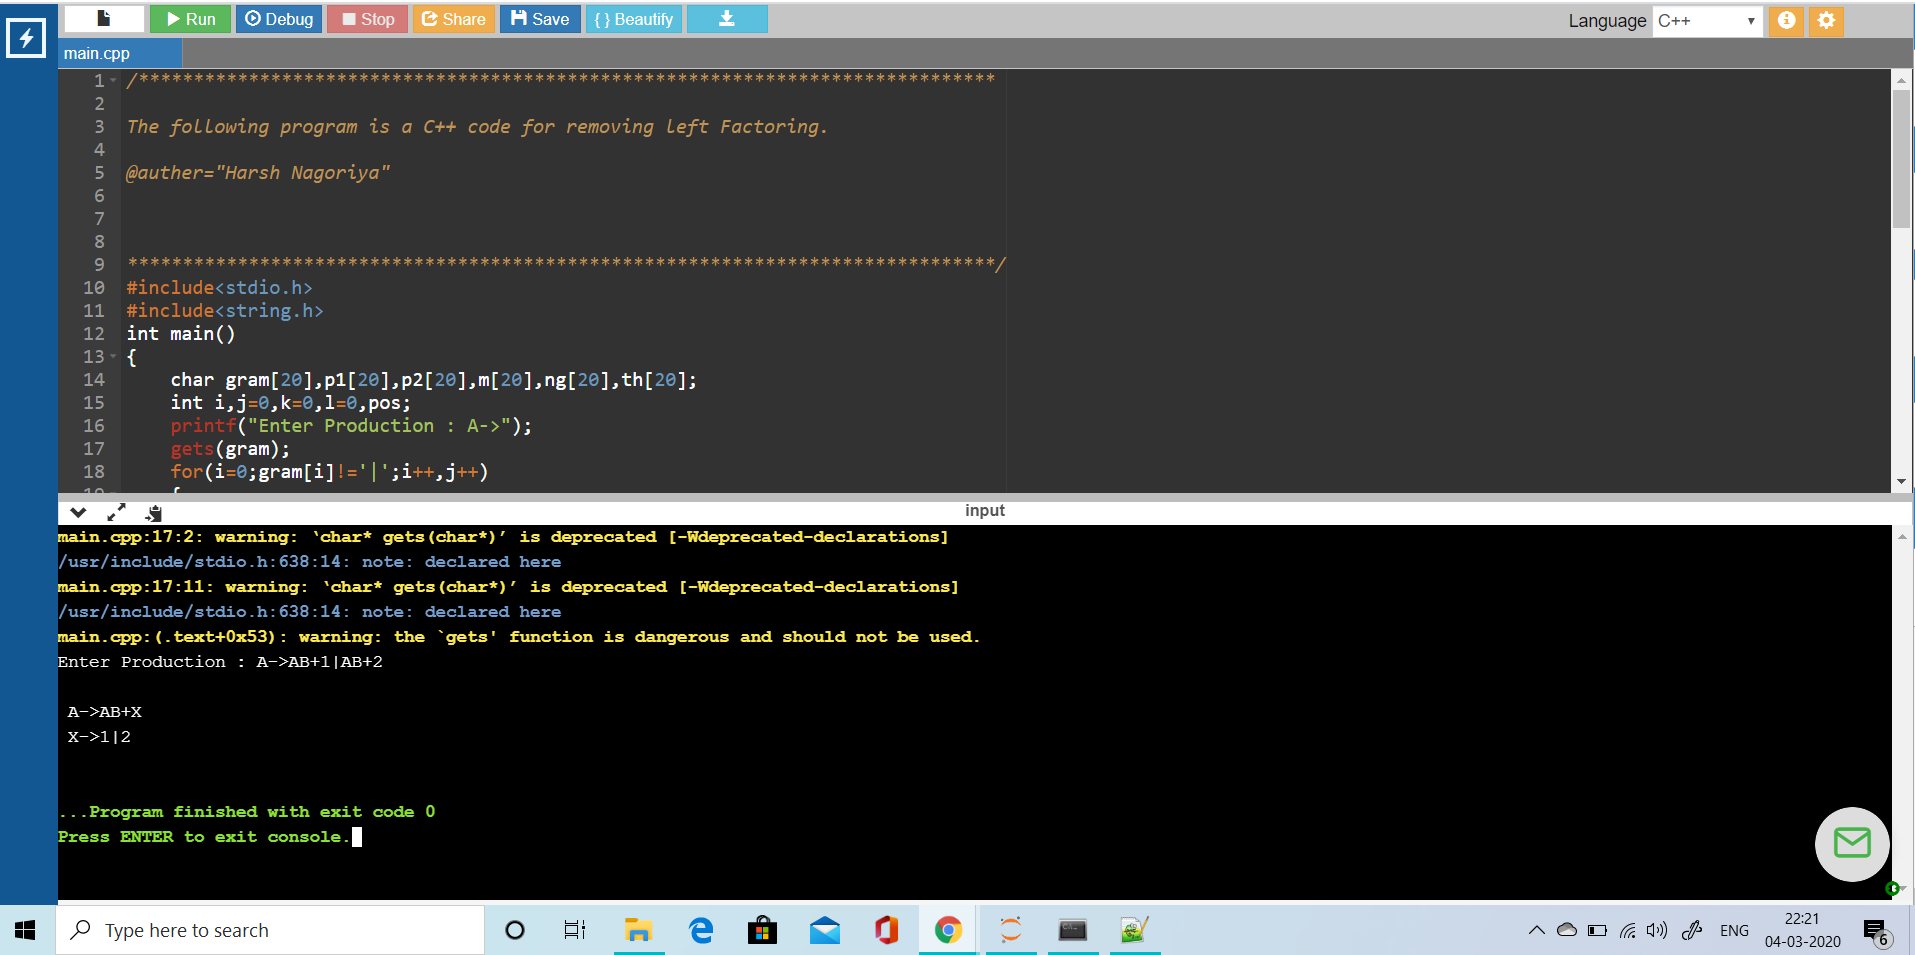 Run Debug Stop Share Save { } Beautify Language C++
main.cpp
1 /*******************************************************************************
2
3 The following program is a C++ code for removing left Factoring.
4
5 @auther="Harsh Nagoriya"
6
7
8
9 *******************************************************************************/
10 #include<stdio.h>
11 #include<string.h>
12 int main()
13 {
14 char gram[20],p1[20],p2[20],m[20],ng[20],th[20];
15 int i,j=0,k=0,l=0,pos;
16 printf("Enter Production : A->");
17 gets(gram);
18 for(i=0;gram[i]!='|';i++,j++)
input
main.cpp:17:2: warning: ‘char* gets(char*)’ is deprecated [-Wdeprecated-declarations]
/usr/include/stdio.h:638:14: note: declared here
main.cpp:17:11: warning: ‘char* gets(char*)’ is deprecated [-Wdeprecated-declarations]
/usr/include/stdio.h:638:14: note: declared here
main.cpp:(.text+0x53): warning: the `gets' function is dangerous and should not be used.
Enter Production : A->AB+1|AB+2
A->AB+X
X->1|2
...Program finished with exit code 0
Press ENTER to exit console.
Type here to search
ENG
22:21
04-03-2020
6